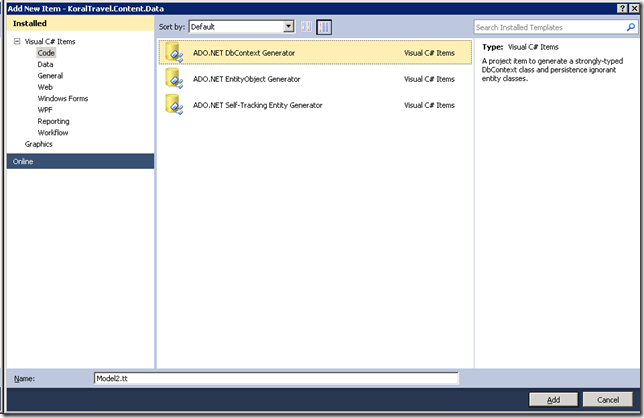 Add New Item - KoralTravel.Content.Data
Installed
Sort by: Default
Search Installed Templates
Visual C# Items
Code
Data
General
Web
Windows Forms
WPF
Reporting
Workflow
Graphics
Online
ADO.NET DbContext Generator Visual C# Items
ADO.NET EntityObject Generator Visual C# Items
ADO.NET Self-Tracking Entity Generator Visual C# Items
Type: Visual C# Items
A project item to generate a strongly-typed
DbContext class and persistence ignorant
entity classes.
Name: Model2.tt
Add Cancel